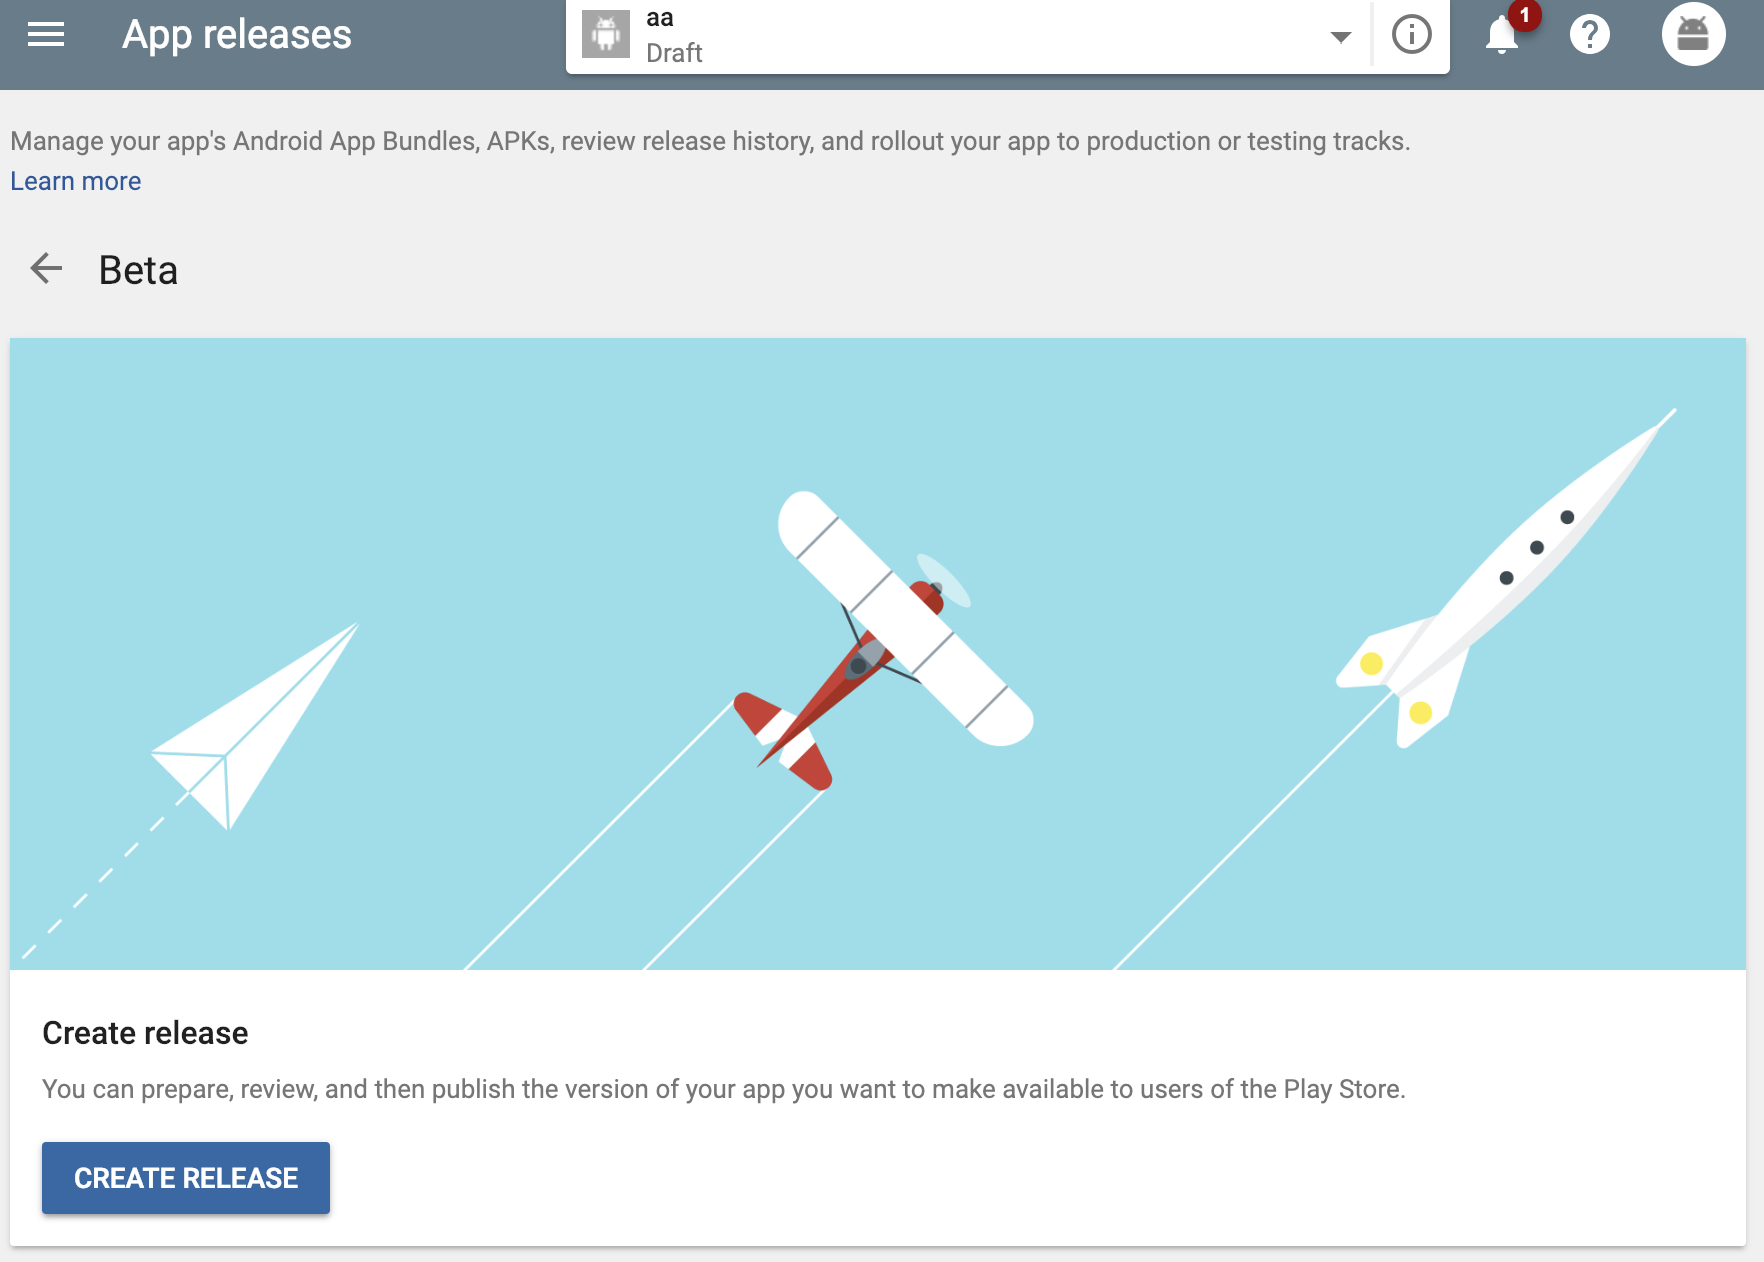 App releases
aa
Draft
1
Manage your app's Android App Bundles, APKs, review release history, and rollout your app to production or testing tracks.
Learn more
Beta
Create release
You can prepare, review, and then publish the version of your app you want to make available to users of the Play Store.
CREATE RELEASE